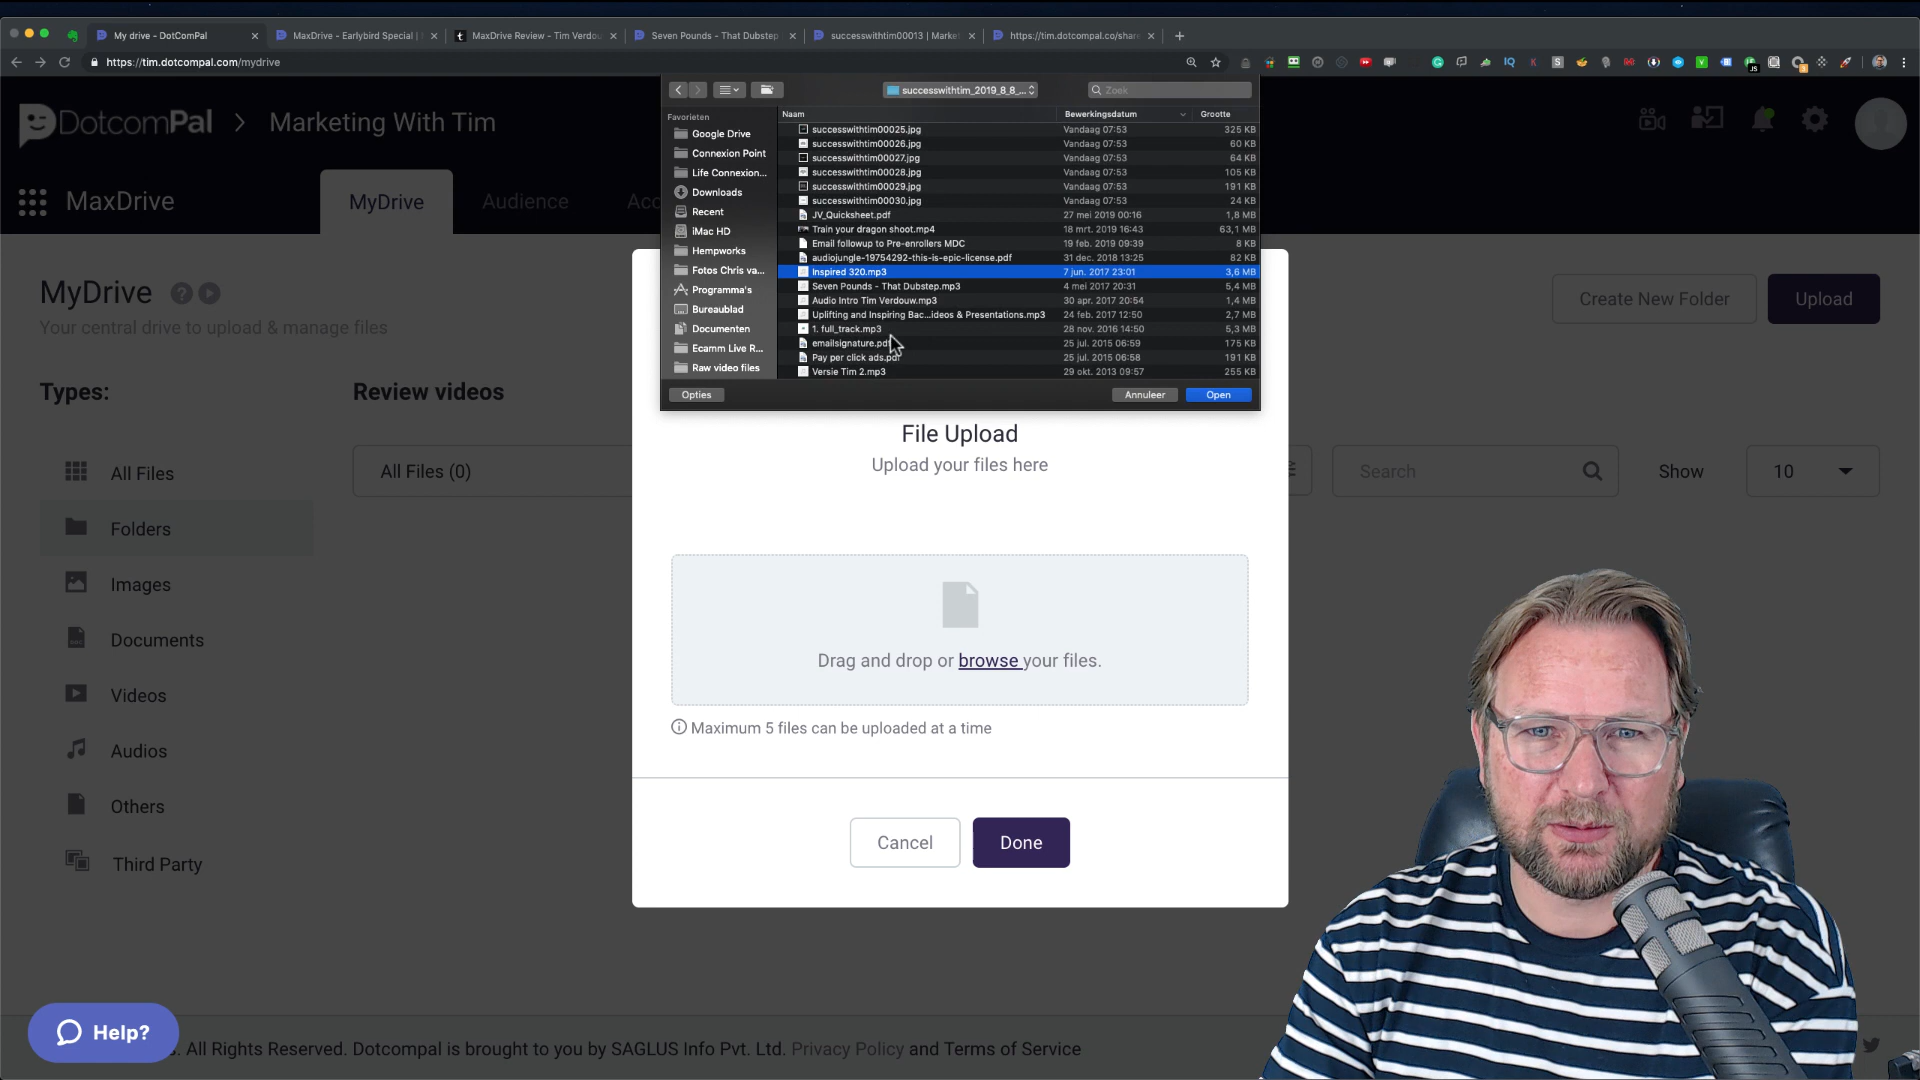 My drive - DotComPal
MaxDrive - Earlybird Special |
MaxDrive Review - Tim Verdou
Seven Pounds - That Dubstep
successwithtim00013 | Marke
https://tim.dotcompal.co/share
https://tim.dotcompal.com/mydrive
DotcomPal > Marketing With Tim
MaxDrive
MyDrive
Audience
Acc
successwithtim_2019_8_8_...
Zoek
Favorieten
Google Drive
Connexion Point
Life Connexion...
Downloads
Recent
iMac HD
Hempworks
Fotos Chris va...
Programma's
Bureaublad
Documenten
Ecamm Live R...
Raw video files
Naam Bewerkingsdatum Grootte
successwithtim00025.jpg Vandaag 07:53 325 KB
successwithtim00026.jpg Vandaag 07:53 60 KB
successwithtim00027.jpg Vandaag 07:53 64 KB
successwithtim00028.jpg Vandaag 07:53 105 KB
successwithtim00029.jpg Vandaag 07:53 191 KB
successwithtim00030.jpg Vandaag 07:53 24 KB
JV_Quicksheet.pdf 27 mei 2019 00:16 1,8 MB
Train your dragon shoot.mp4 18 mrt. 2019 16:43 63,1 MB
Email followup to Pre-enrollers MDC 19 feb. 2019 09:39 8 KB
audiojungle-19754292-this-is-epic-license.pdf 31 dec. 2018 13:25 82 KB
Inspired 320.mp3 7 jun. 2017 23:01 3,6 MB
Seven Pounds - That Dubstep.mp3 4 mei 2017 20:31 5,4 MB
Audio Intro Tim Verdouw.mp3 30 apr. 2017 20:54 1,4 MB
Uplifting and Inspiring Bac...ideos & Presentations.mp3 24 feb. 2017 12:50 2,7 MB
1. full_track.mp3 28 nov. 2016 14:50 5,3 MB
emailsignature.pdf 25 jul. 2015 06:59 175 KB
Pay per click ads.pdf 25 jul. 2015 06:58 191 KB
Versie Tim 2.mp3 29 okt. 2013 09:57 255 KB
Opties
Annuleer
Open
MyDrive
Your central drive to upload & manage files
Create New Folder
Upload
Types:
All Files
Folders
Images
Documents
Videos
Audios
Others
Third Party
Review videos
All Files (0)
Search
Show
10
File Upload
Upload your files here
Drag and drop or browse your files.
Maximum 5 files can be uploaded at a time
Cancel
Done
Help?
s. All Rights Reserved. Dotcompal is brought to you by SAGLUS Info Pvt. Ltd. Privacy Policy and Terms of Service